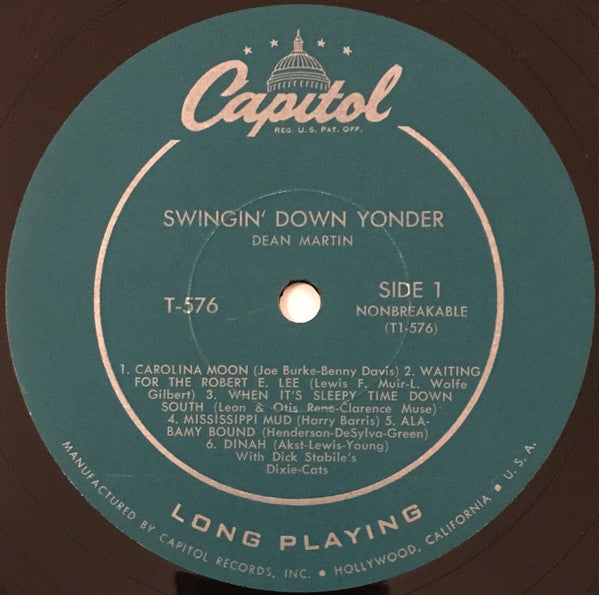 Capitol
REG. U. S. PAT. OFF.
SWINGIN' DOWN YONDER
DEAN MARTIN
T-576
SIDE 1
NONBREAKABLE
(T1-576)
1. CAROLINA MOON (Joe Burke-Benny Davis) 2. WAITING
FOR THE ROBERT E. LEE (Lewis F. Muir-L. Wolfe
Gilbert) 3. WHEN IT'S SLEEPY TIME DOWN
SOUTH (Leon & Otis Rene-Clarence Muse)
4. MISSISSIPPI MUD (Harry Barris) 5. ALA-
BAMY BOUND (Henderson-DeSylva-Green)
6. DINAH (Akst-Lewis-Young)
With Dick Stabile's
Dixie-Cats
LONG PLAYING
MANUFACTURED BY CAPITOL RECORDS, INC. • HOLLYWOOD, CALIFORNIA • U. S. A.